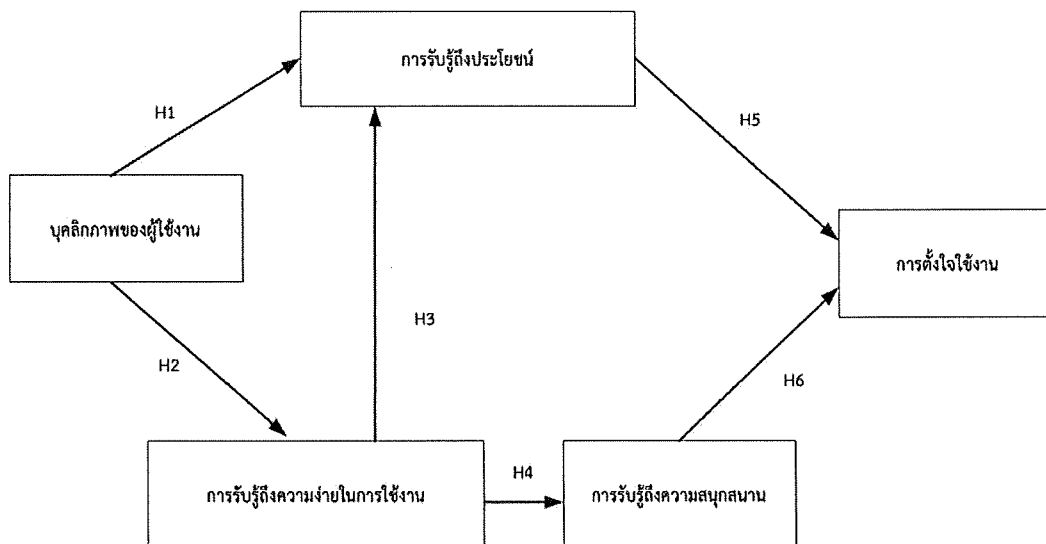 การรับรู้ถึงประโยชน์
H1
H5
บุคลิกภาพของผู้ใช้งาน
การตั้งใจใช้งาน
H3
H2
H6
การรับรู้ถึงความง่ายในการใช้งาน
H4
การรับรู้ถึงความสนุกสนาน